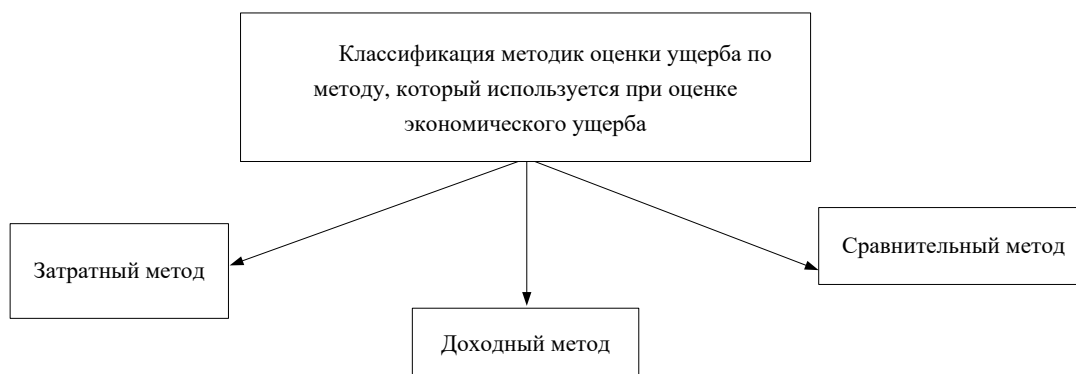 Классификация методик оценки ущерба по
методу, который используется при оценке
экономического ущерба
Затратный метод
Доходный метод
Сравнительный метод